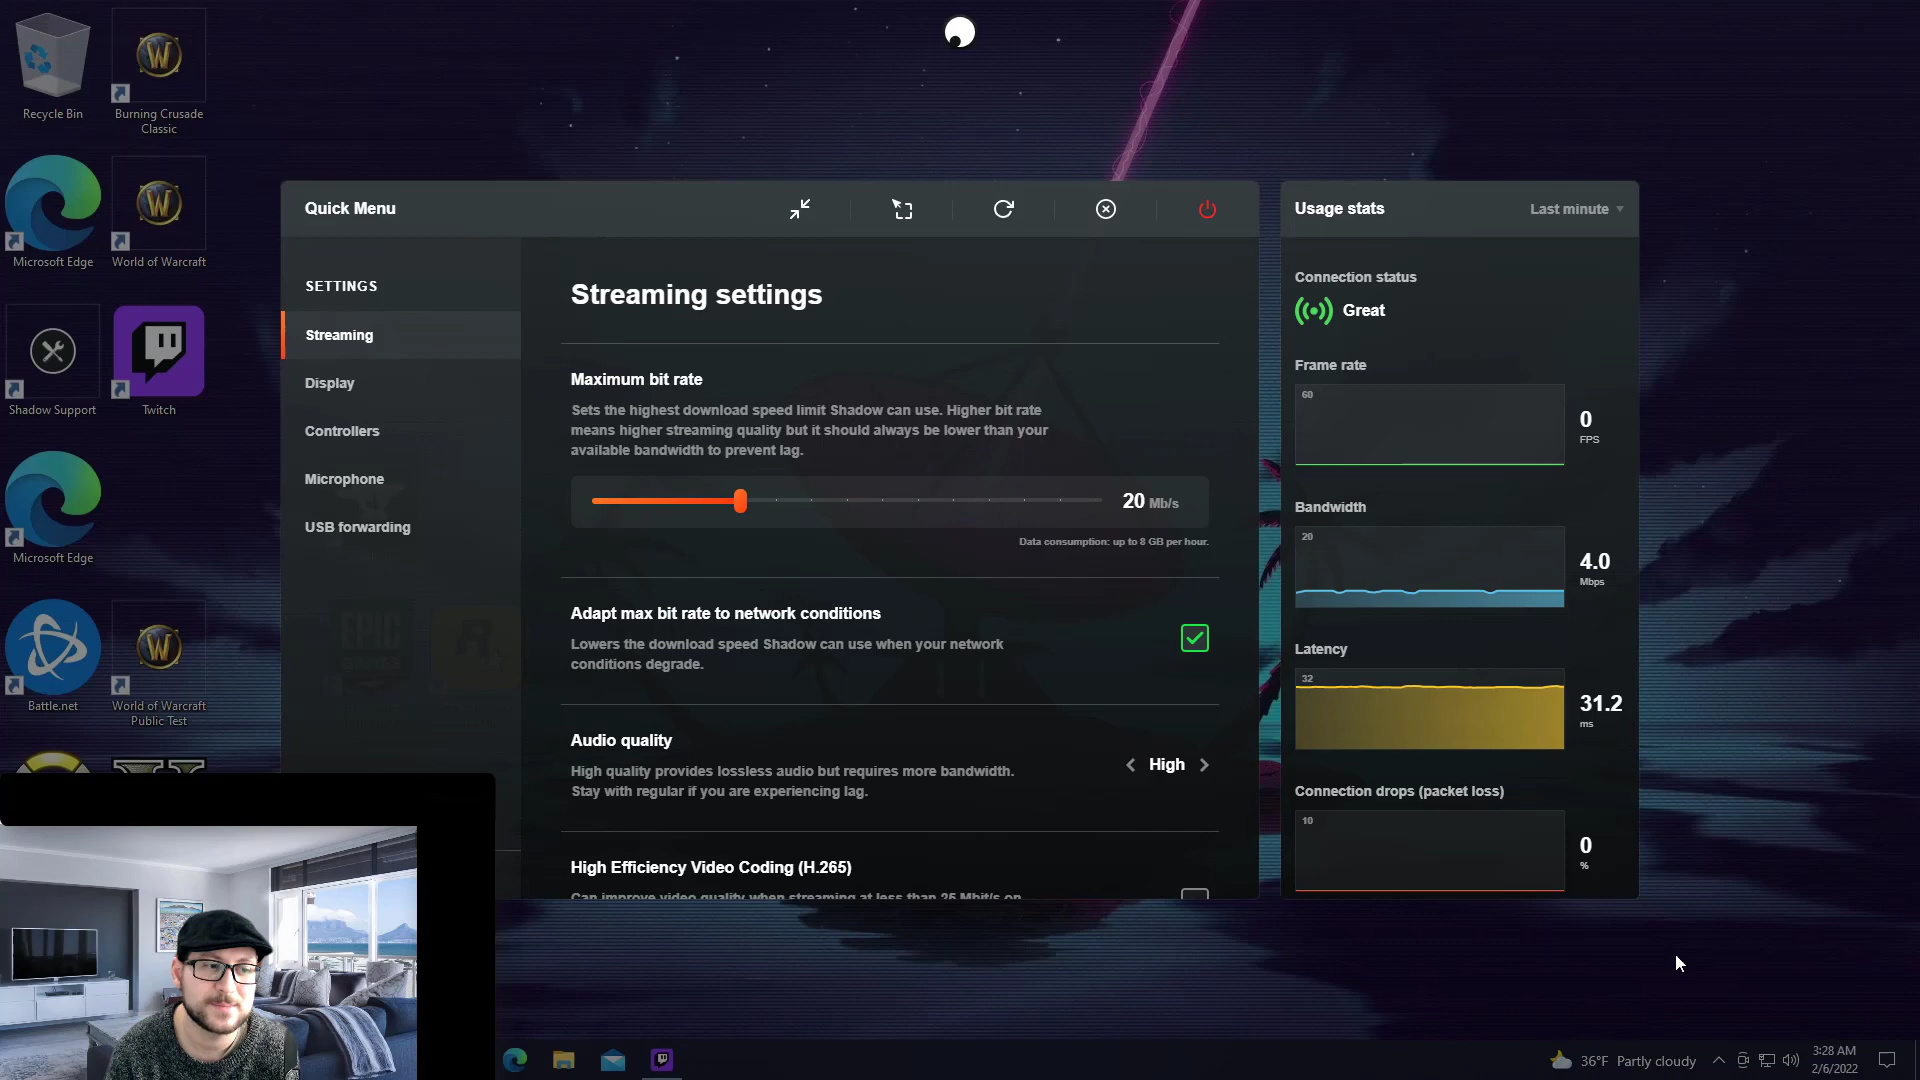 Recycle Bin
Burning Crusade
Classic
Microsoft Edge
World of Warcraft
Shadow Support
Twitch
Microsoft Edge
Battle.net
World of Warcraft
Public Test
Quick Menu
SETTINGS
Streaming
Display
Controllers
Microphone
USB forwarding
EPIC
GAMES
Streaming settings
Maximum bit rate
Sets the highest download speed limit Shadow can use. Higher bit rate
means higher streaming quality but it should always be lower than your
available bandwidth to prevent lag.
20 Mb/s
Data consumption: up to 8 GB per hour.
Adapt max bit rate to network conditions
Lowers the download speed Shadow can use when your network
conditions degrade.
Audio quality
High quality provides lossless audio but requires more bandwidth.
Stay with regular if you are experiencing lag.
High
High Efficiency Video Coding (H.265)
Can improve video quality when streaming at less than 25 Mbit/s on
Usage stats
Last minute
Connection status
Great
Frame rate
60
0
FPS
Bandwidth
20
4.0
Mbps
Latency
32
31.2
ms
Connection drops (packet loss)
10
0
%
36°F Partly cloudy
3:28 AM
2/6/2022